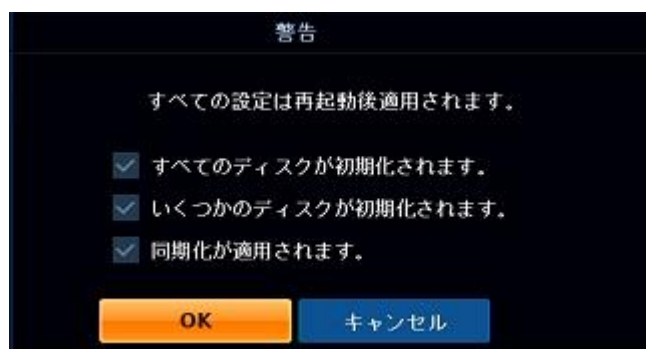 警告
すべての設定は再起動後適用されます。
すべてのディスクが初期化されます。
いくつかのディスクが初期化されます。
同期化が適用されます。
OK
キャンセル